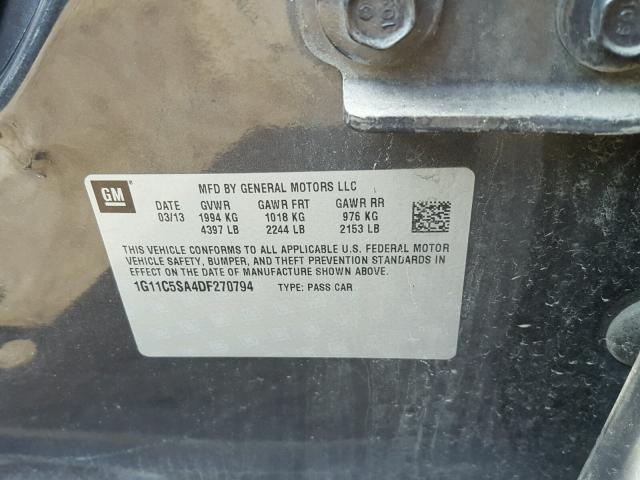 GM
MFD BY GENERAL MOTORS LLC
DATE GVWR GAWR FRT GAWR RR
03/13 1994 KG 1018 KG 976 KG
4397 LB 2244 LB 2153 LB
THIS VEHICLE CONFORMS TO ALL APPLICABLE U.S. FEDERAL MOTOR
VEHICLE SAFETY, BUMPER, AND THEFT PREVENTION STANDARDS IN
EFFECT ON THE DATE OF MANUFACTURE SHOWN ABOVE.
1G11C5SA4DF270794 TYPE: PASS CAR